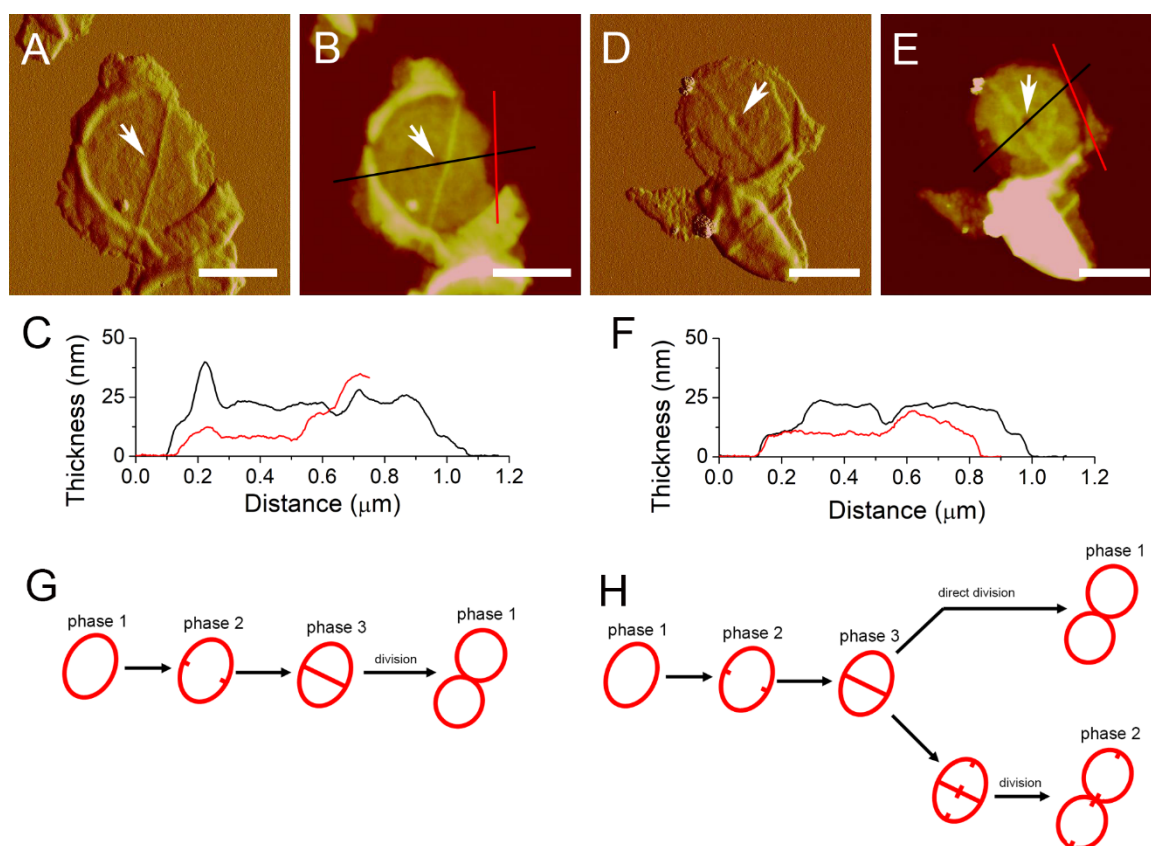 A
B
D
E
C
50
25
0
Thickness (nm)
0.0 0.2 0.4 0.6 0.8 1.0 1.2
Distance (μm)
F
50
25
0
Thickness (nm)
0.0 0.2 0.4 0.6 0.8 1.0 1.2
Distance (μm)
G
phase 1
phase 2
phase 3
division
phase 1
H
phase 1
phase 2
phase 3
direct division
phase 1
division
phase 2